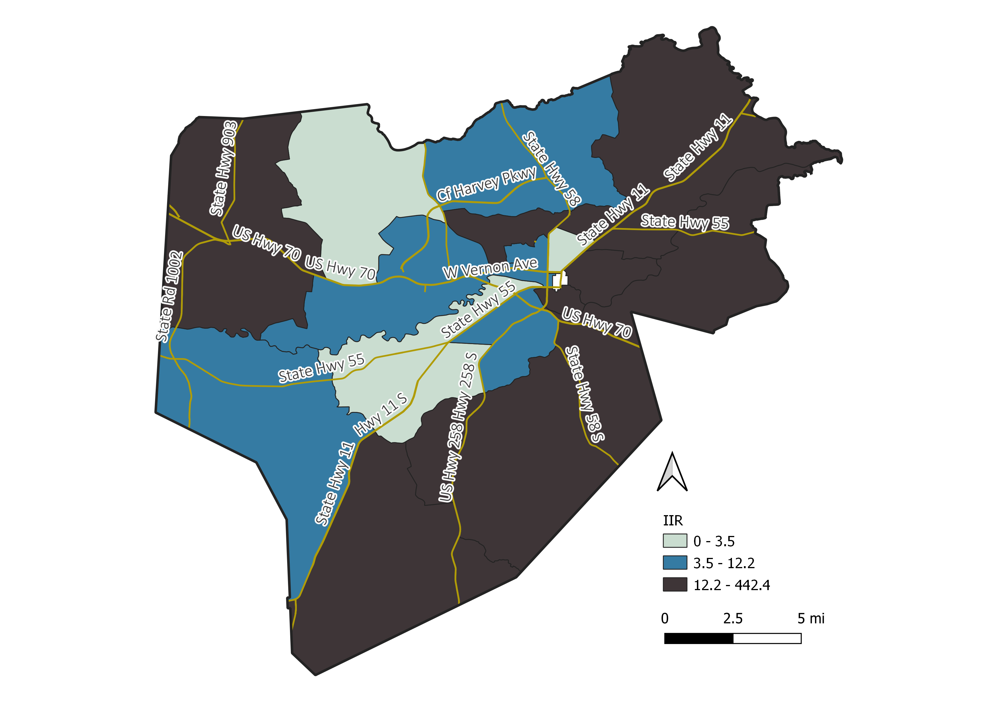 State Hwy 903
State Hwy 58
State Hwy 11
Cf Harvey Pkwy
State Hwy 11
State Hwy 55
US Hwy 70
US Hwy 70
W Vernon Ave
State Rd 1002
State Hwy 55
US Hwy 70
State Hwy 55
State Hwy 58 S
US Hwy 258 Hwy 258 S
Hwy 11 S
State Hwy 11
IIR
0 - 3.5
3.5 - 12.2
12.2 - 442.4
0 2.5 5 mi